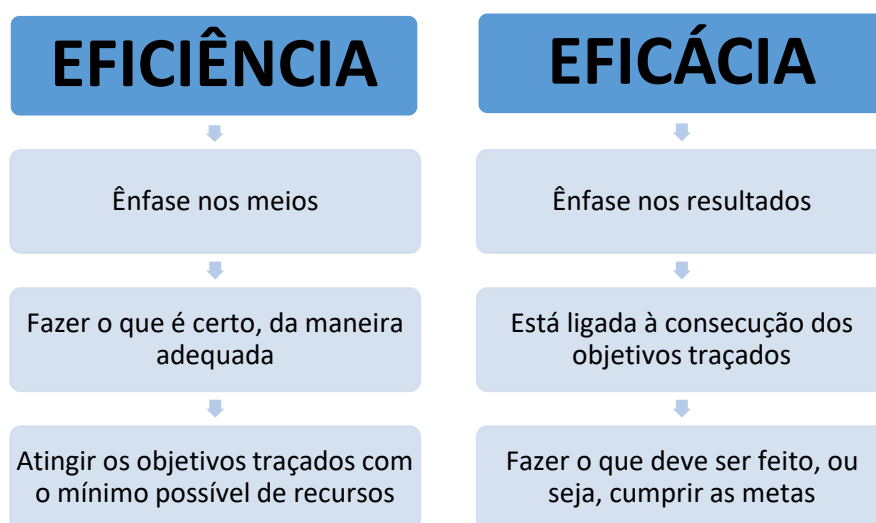 EFICIÊNCIA
Ênfase nos meios
Fazer o que é certo, da maneira
adequada
Atingir os objetivos traçados com
o mínimo possível de recursos
EFICÁCIA
Ênfase nos resultados
Está ligada à consecução dos
objetivos traçados
Fazer o que deve ser feito, ou
seja, cumprir as metas